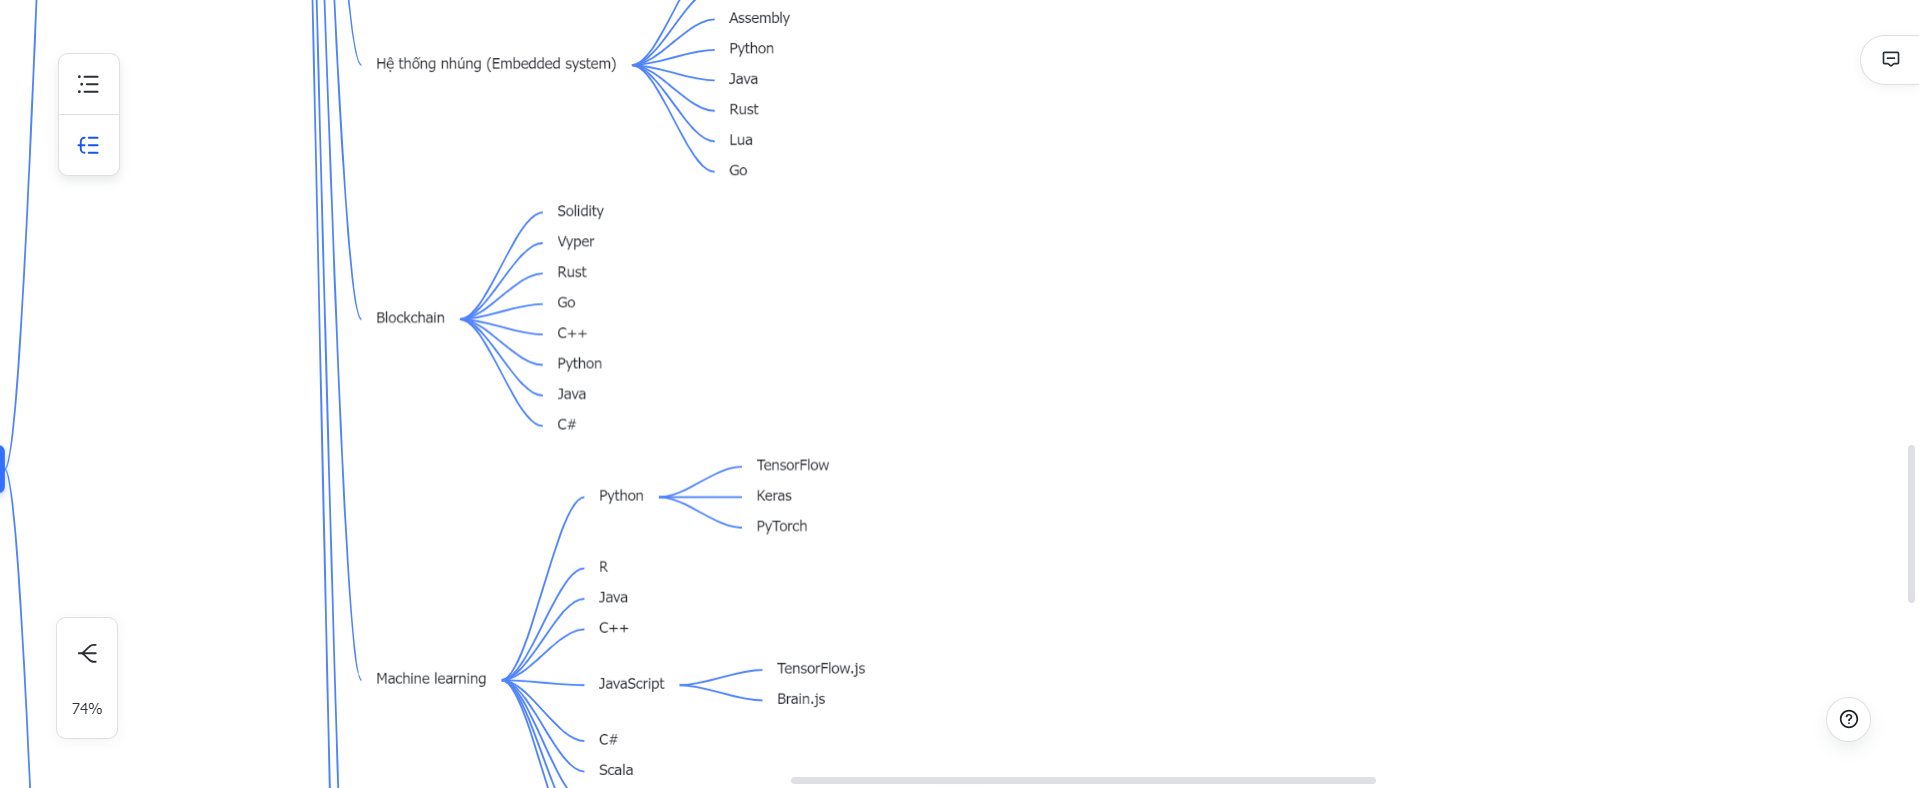 Assembly
Python
Hệ thống nhúng (Embedded system)
Java
Rust
Lua
Go
Solidity
Vyper
Rust
Go
Blockchain
C++
Python
Java
C#
TensorFlow
Python
Keras
PyTorch
R
Java
C++
Machine learning
JavaScript
TensorFlow.js
Brain.js
C#
Scala
74%